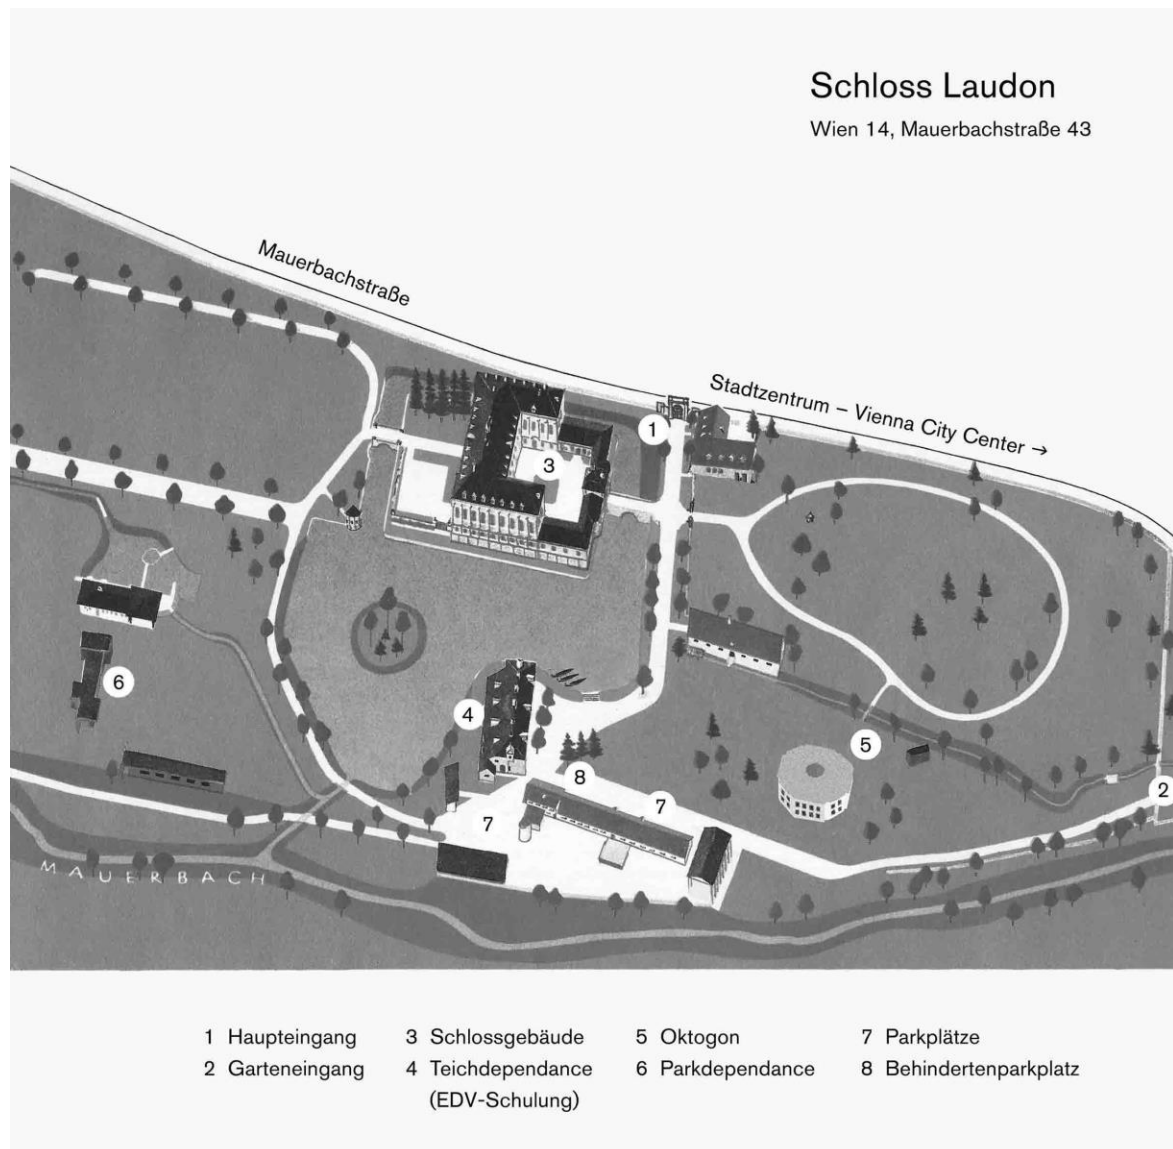 Schloss Laudon
Wien 14, Mauerbachstraße 43
Mauerbachstraße
Stadtzentrum – Vienna City Center →
1
3
6
4
5
8
7
2
7
MAUERBACH
1 Haupteingang
2 Garteneingang
3 Schlossgebäude
4 Teichdependance
(EDV-Schulung)
5 Oktogon
6 Parkdependance
7 Parkplätze
8 Behindertenparkplatz